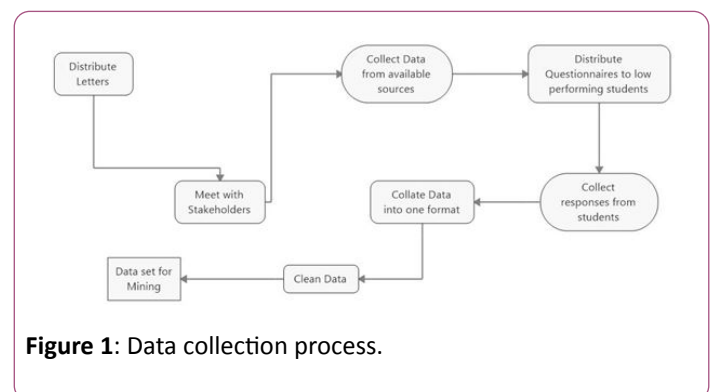 Distribute
Letters
Meet with
Stakeholders
Collect Data
from available
sources
Distribute
Questionnaires to low
performing students
Collect
responses from
students
Collate Data
into one format
Clean Data
Data set for
Mining
Figure 1: Data collection process.